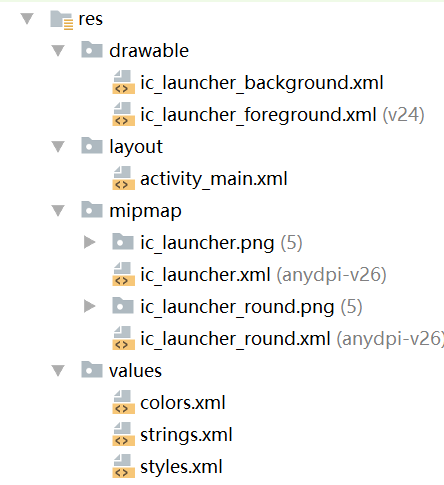 res
drawable
ic_launcher_background.xml
ic_launcher_foreground.xml (v24)
layout
activity_main.xml
mipmap
ic_launcher.png (5)
ic_launcher.xml (anydpi-v26)
ic_launcher_round.png (5)
ic_launcher_round.xml (anydpi-v26)
values
colors.xml
strings.xml
styles.xml